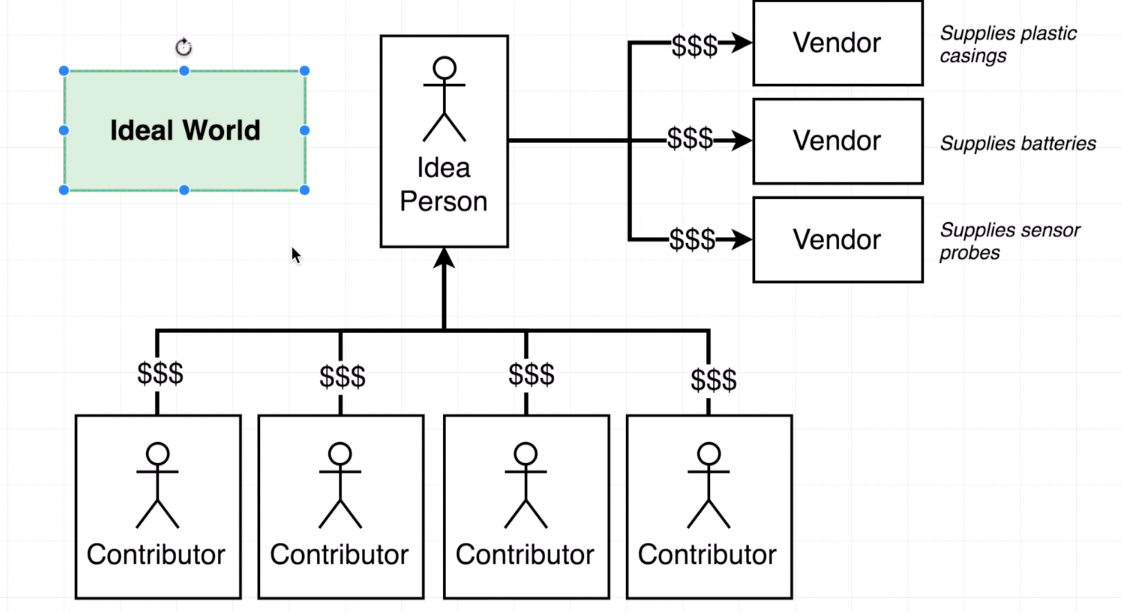 Ideal World
Idea
Person
$$$
Vendor
Supplies plastic
casings
$$$
Vendor
Supplies batteries
$$$
Vendor
Supplies sensor
probes
$$$
$$$
$$$
$$$
Contributor
Contributor
Contributor
Contributor